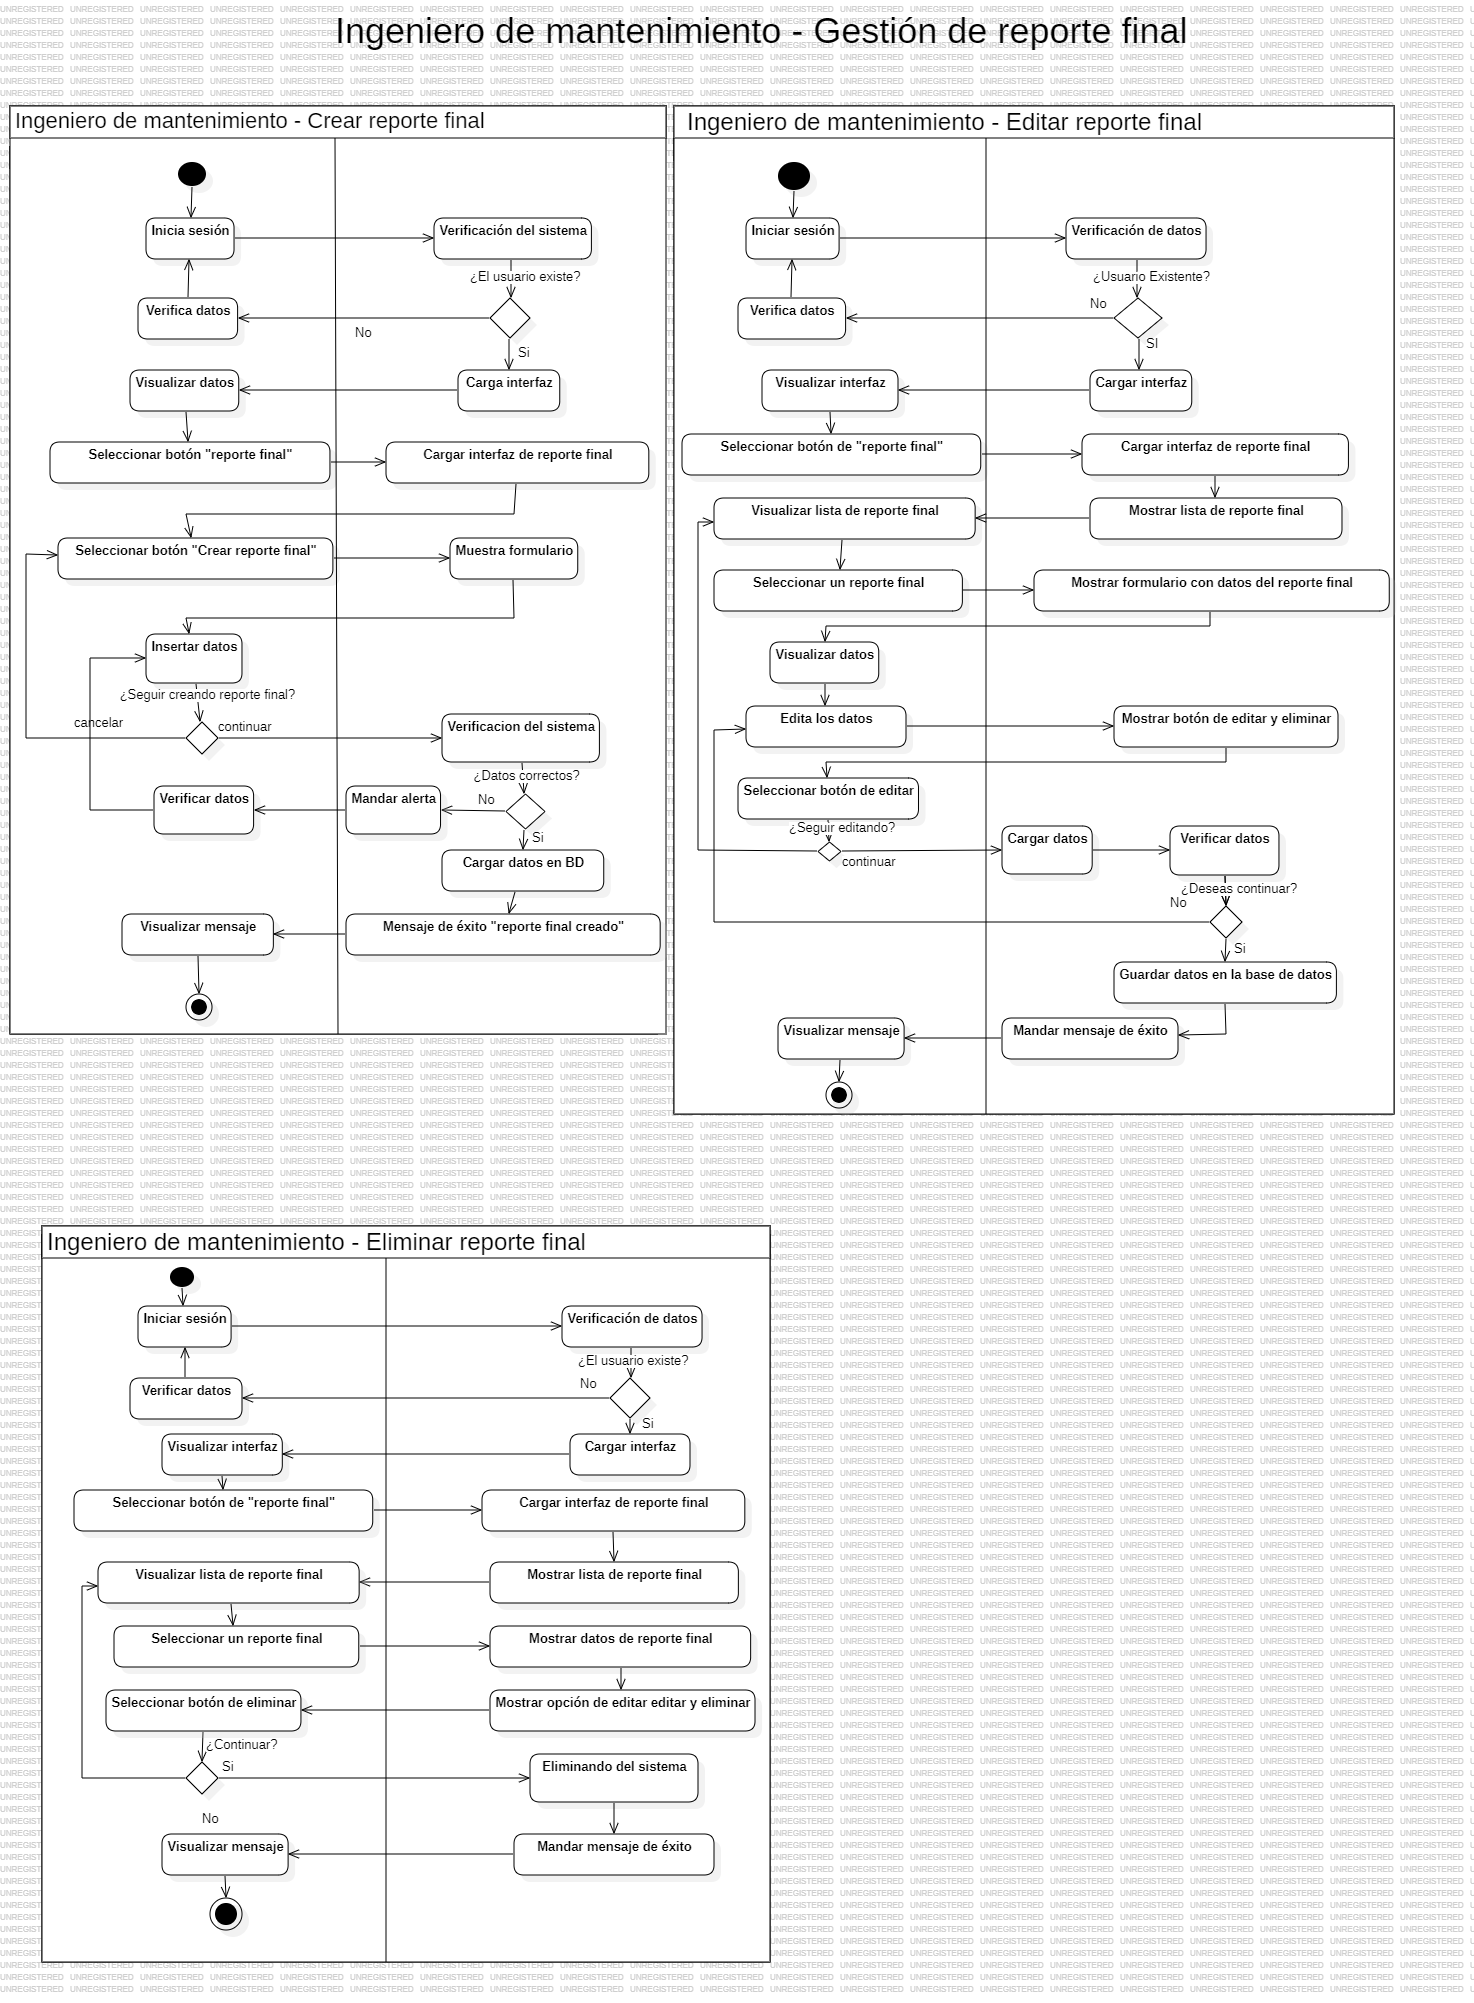 Ingeniero de mantenimiento - Gestión de reporte final
Ingeniero de mantenimiento - Crear reporte final
Inicia sesión
Verificación del sistema
¿El usuario existe?
Verifica datos
No
Si
Visualizar datos
Carga interfaz
Seleccionar botón "reporte final"
Cargar interfaz de reporte final
Seleccionar botón "Crear reporte final"
Muestra formulario
Insertar datos
¿Seguir creando reporte final?
cancelar
continuar
Verificacion del sistema
¿Datos correctos?
Verificar datos
Mandar alerta
No
Si
Cargar datos en BD
Visualizar mensaje
Mensaje de éxito "reporte final creado"
Ingeniero de mantenimiento - Editar reporte final
Iniciar sesión
Verificación de datos
¿Usuario Existente?
No
Verifica datos
SI
Visualizar interfaz
Cargar interfaz
Seleccionar botón de "reporte final"
Cargar interfaz de reporte final
Visualizar lista de reporte final
Mostrar lista de reporte final
Seleccionar un reporte final
Mostrar formulario con datos del reporte final
Visualizar datos
Edita los datos
Mostrar botón de editar y eliminar
Seleccionar botón de editar
¿Seguir editando?
continuar
Cargar datos
Verificar datos
¿Deseas continuar?
No
Si
Guardar datos en la base de datos
Visualizar mensaje
Mandar mensaje de éxito
Ingeniero de mantenimiento - Eliminar reporte final
Iniciar sesión
Verificación de datos
¿El usuario existe?
No
Verificar datos
Si
Visualizar interfaz
Cargar interfaz
Seleccionar botón de "reporte final"
Cargar interfaz de reporte final
Visualizar lista de reporte final
Mostrar lista de reporte final
Seleccionar un reporte final
Mostrar datos de reporte final
Seleccionar botón de eliminar
Mostrar opción de editar editar y eliminar
¿Continuar?
Si
Eliminando del sistema
No
Visualizar mensaje
Mandar mensaje de éxito
UNREGISTERED